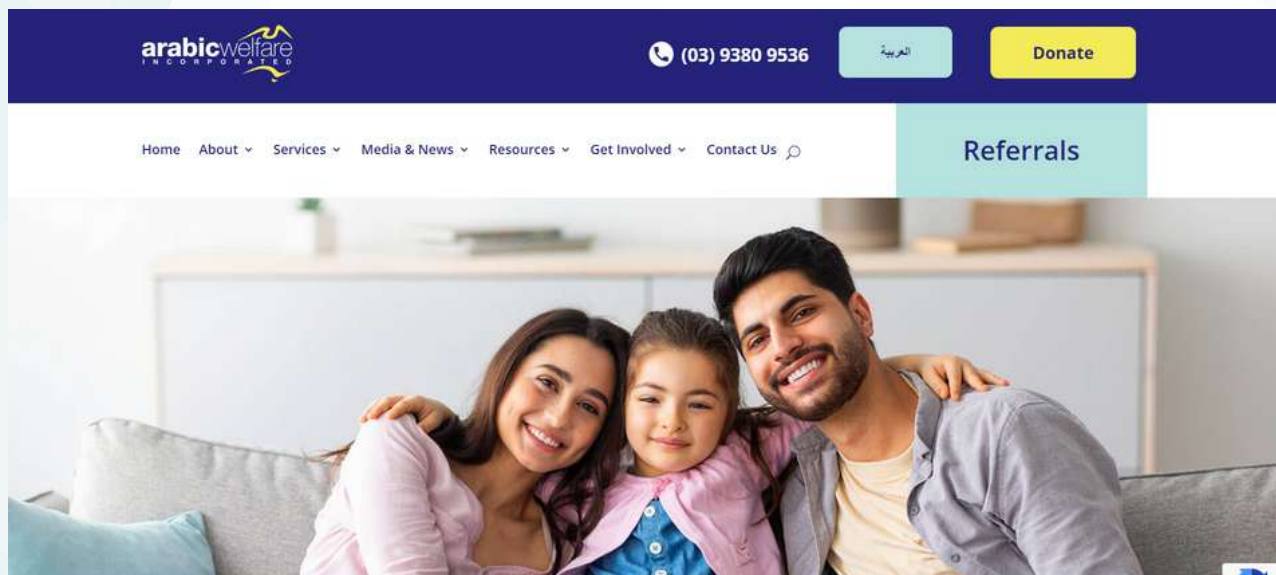 arabicwelfare
INCORPORATED
(03) 9380 9536
العربية
Donate
Home About Services Media & News Resources Get Involved Contact Us
Referrals